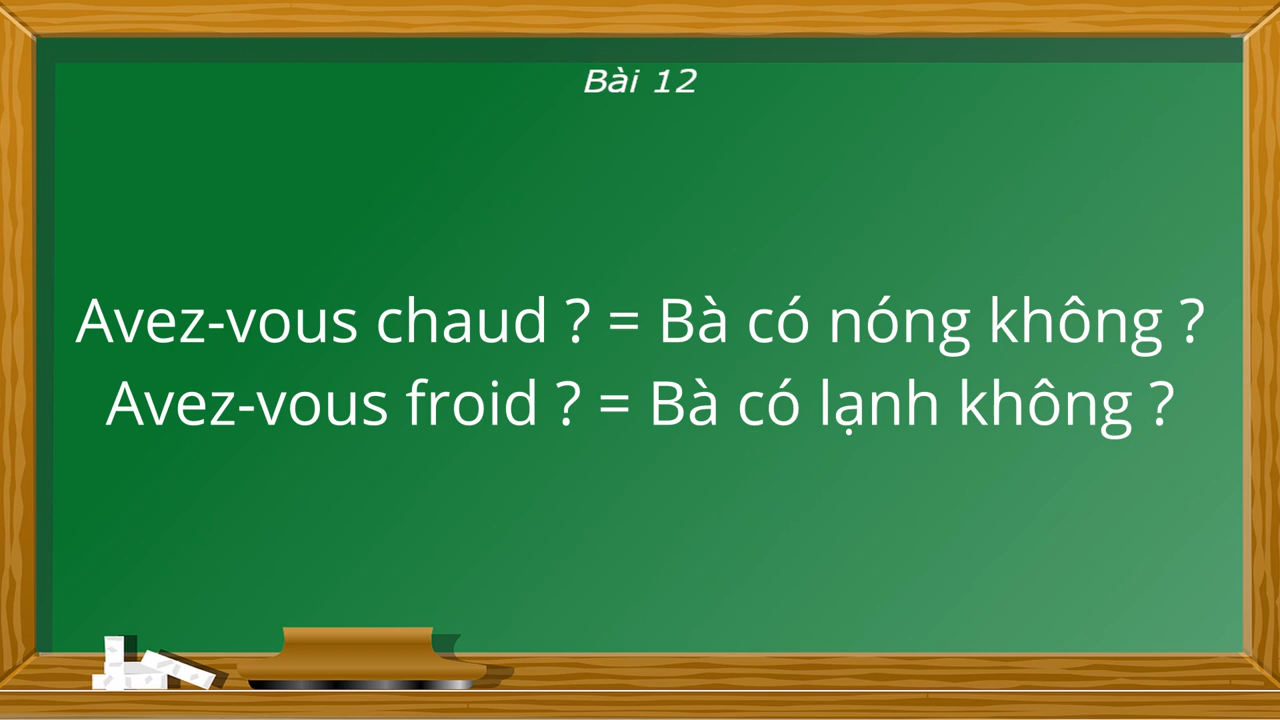 Bài 12
Avez-vous chaud ? = Bà có nóng không ?
Avez-vous froid ? = Bà có lạnh không ?